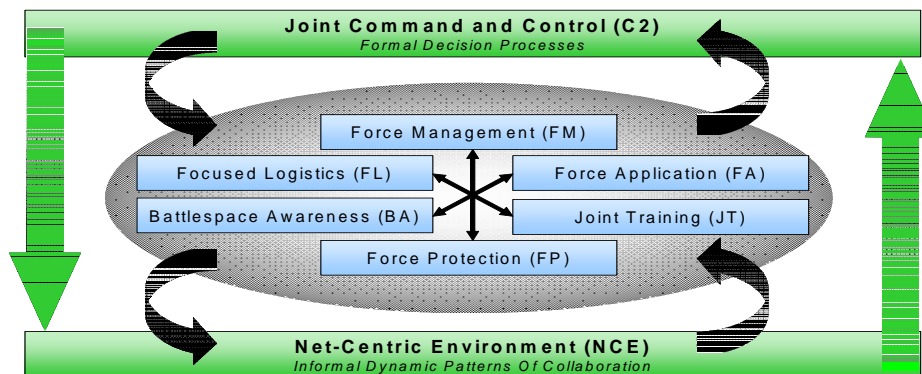 Joint Command and Control (C2)
Formal Decision Processes
Force Management (FM)
Focused Logistics (FL)
Force Application (FA)
Battlespace Awareness (BA)
Joint Training (JT)
Force Protection (FP)
Net-Centric Environment (NCE)
Informal Dynamic Patterns Of Collaboration